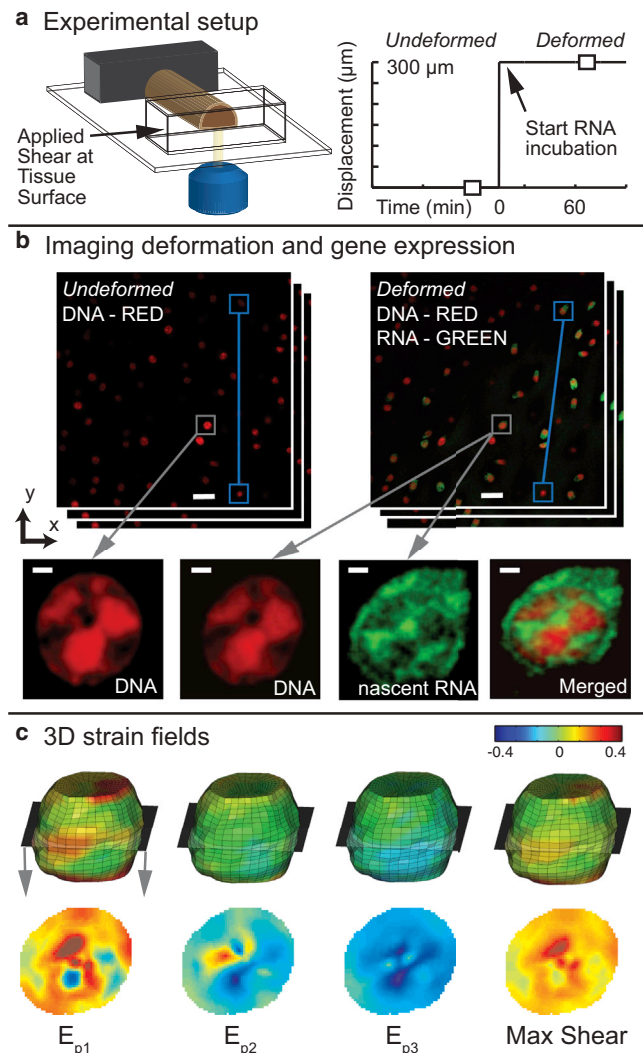 a Experimental setup
Applied
Shear at
Tissue
Surface
Undeformed
Deformed
300 µm
Displacement (µm)
Start RNA
incubation
Time (min)
0
60
b Imaging deformation and gene expression
Undeformed
DNA - RED
Deformed
DNA - RED
RNA - GREEN
y
x
DNA
DNA
nascent RNA
Merged
c 3D strain fields
-0.4
0
0.4
Ep1
Ep2
Ep3
Max Shear